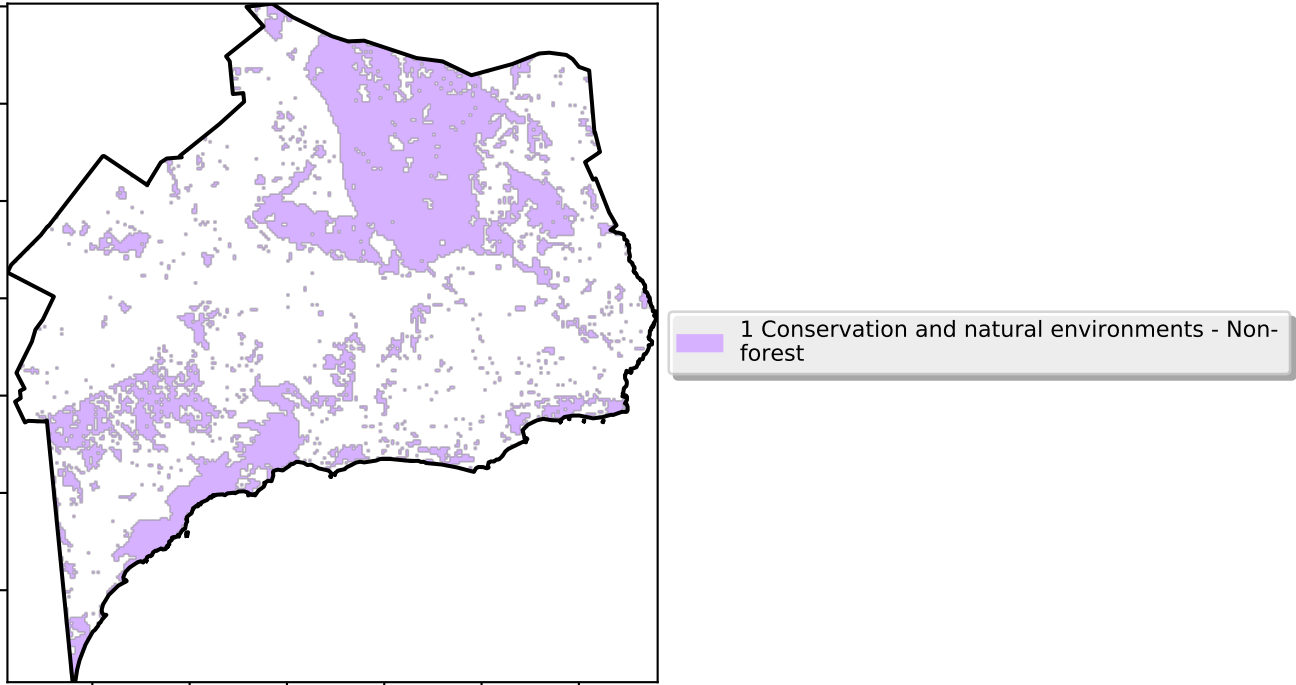 1 Conservation and natural environments - Non-
forest